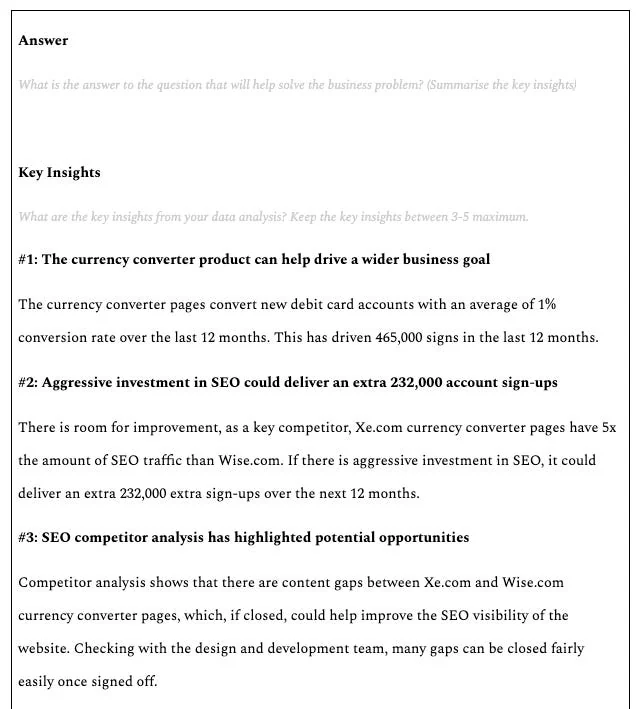 Answer
What is the answer to the question that will help solve the business problem? (Summarise the key insights)
Key Insights
What are the key insights from your data analysis? Keep the key insights between 3-5 maximum.
#1: The currency converter product can help drive a wider business goal
The currency converter pages convert new debit card accounts with an average of 1%
conversion rate over the last 12 months. This has driven 465,000 signs in the last 12 months.
#2: Aggressive investment in SEO could deliver an extra 232,000 account sign-ups
There is room for improvement, as a key competitor, Xe.com currency converter pages have 5x
the amount of SEO traffic than Wise.com. If there is aggressive investment in SEO, it could
deliver an extra 232,000 extra sign-ups over the next 12 months.
#3: SEO competitor analysis has highlighted potential opportunities
Competitor analysis shows that there are content gaps between Xe.com and Wise.com
currency converter pages, which, if closed, could help improve the SEO visibility of the
website. Checking with the design and development team, many gaps can be closed fairly
easily once signed off.